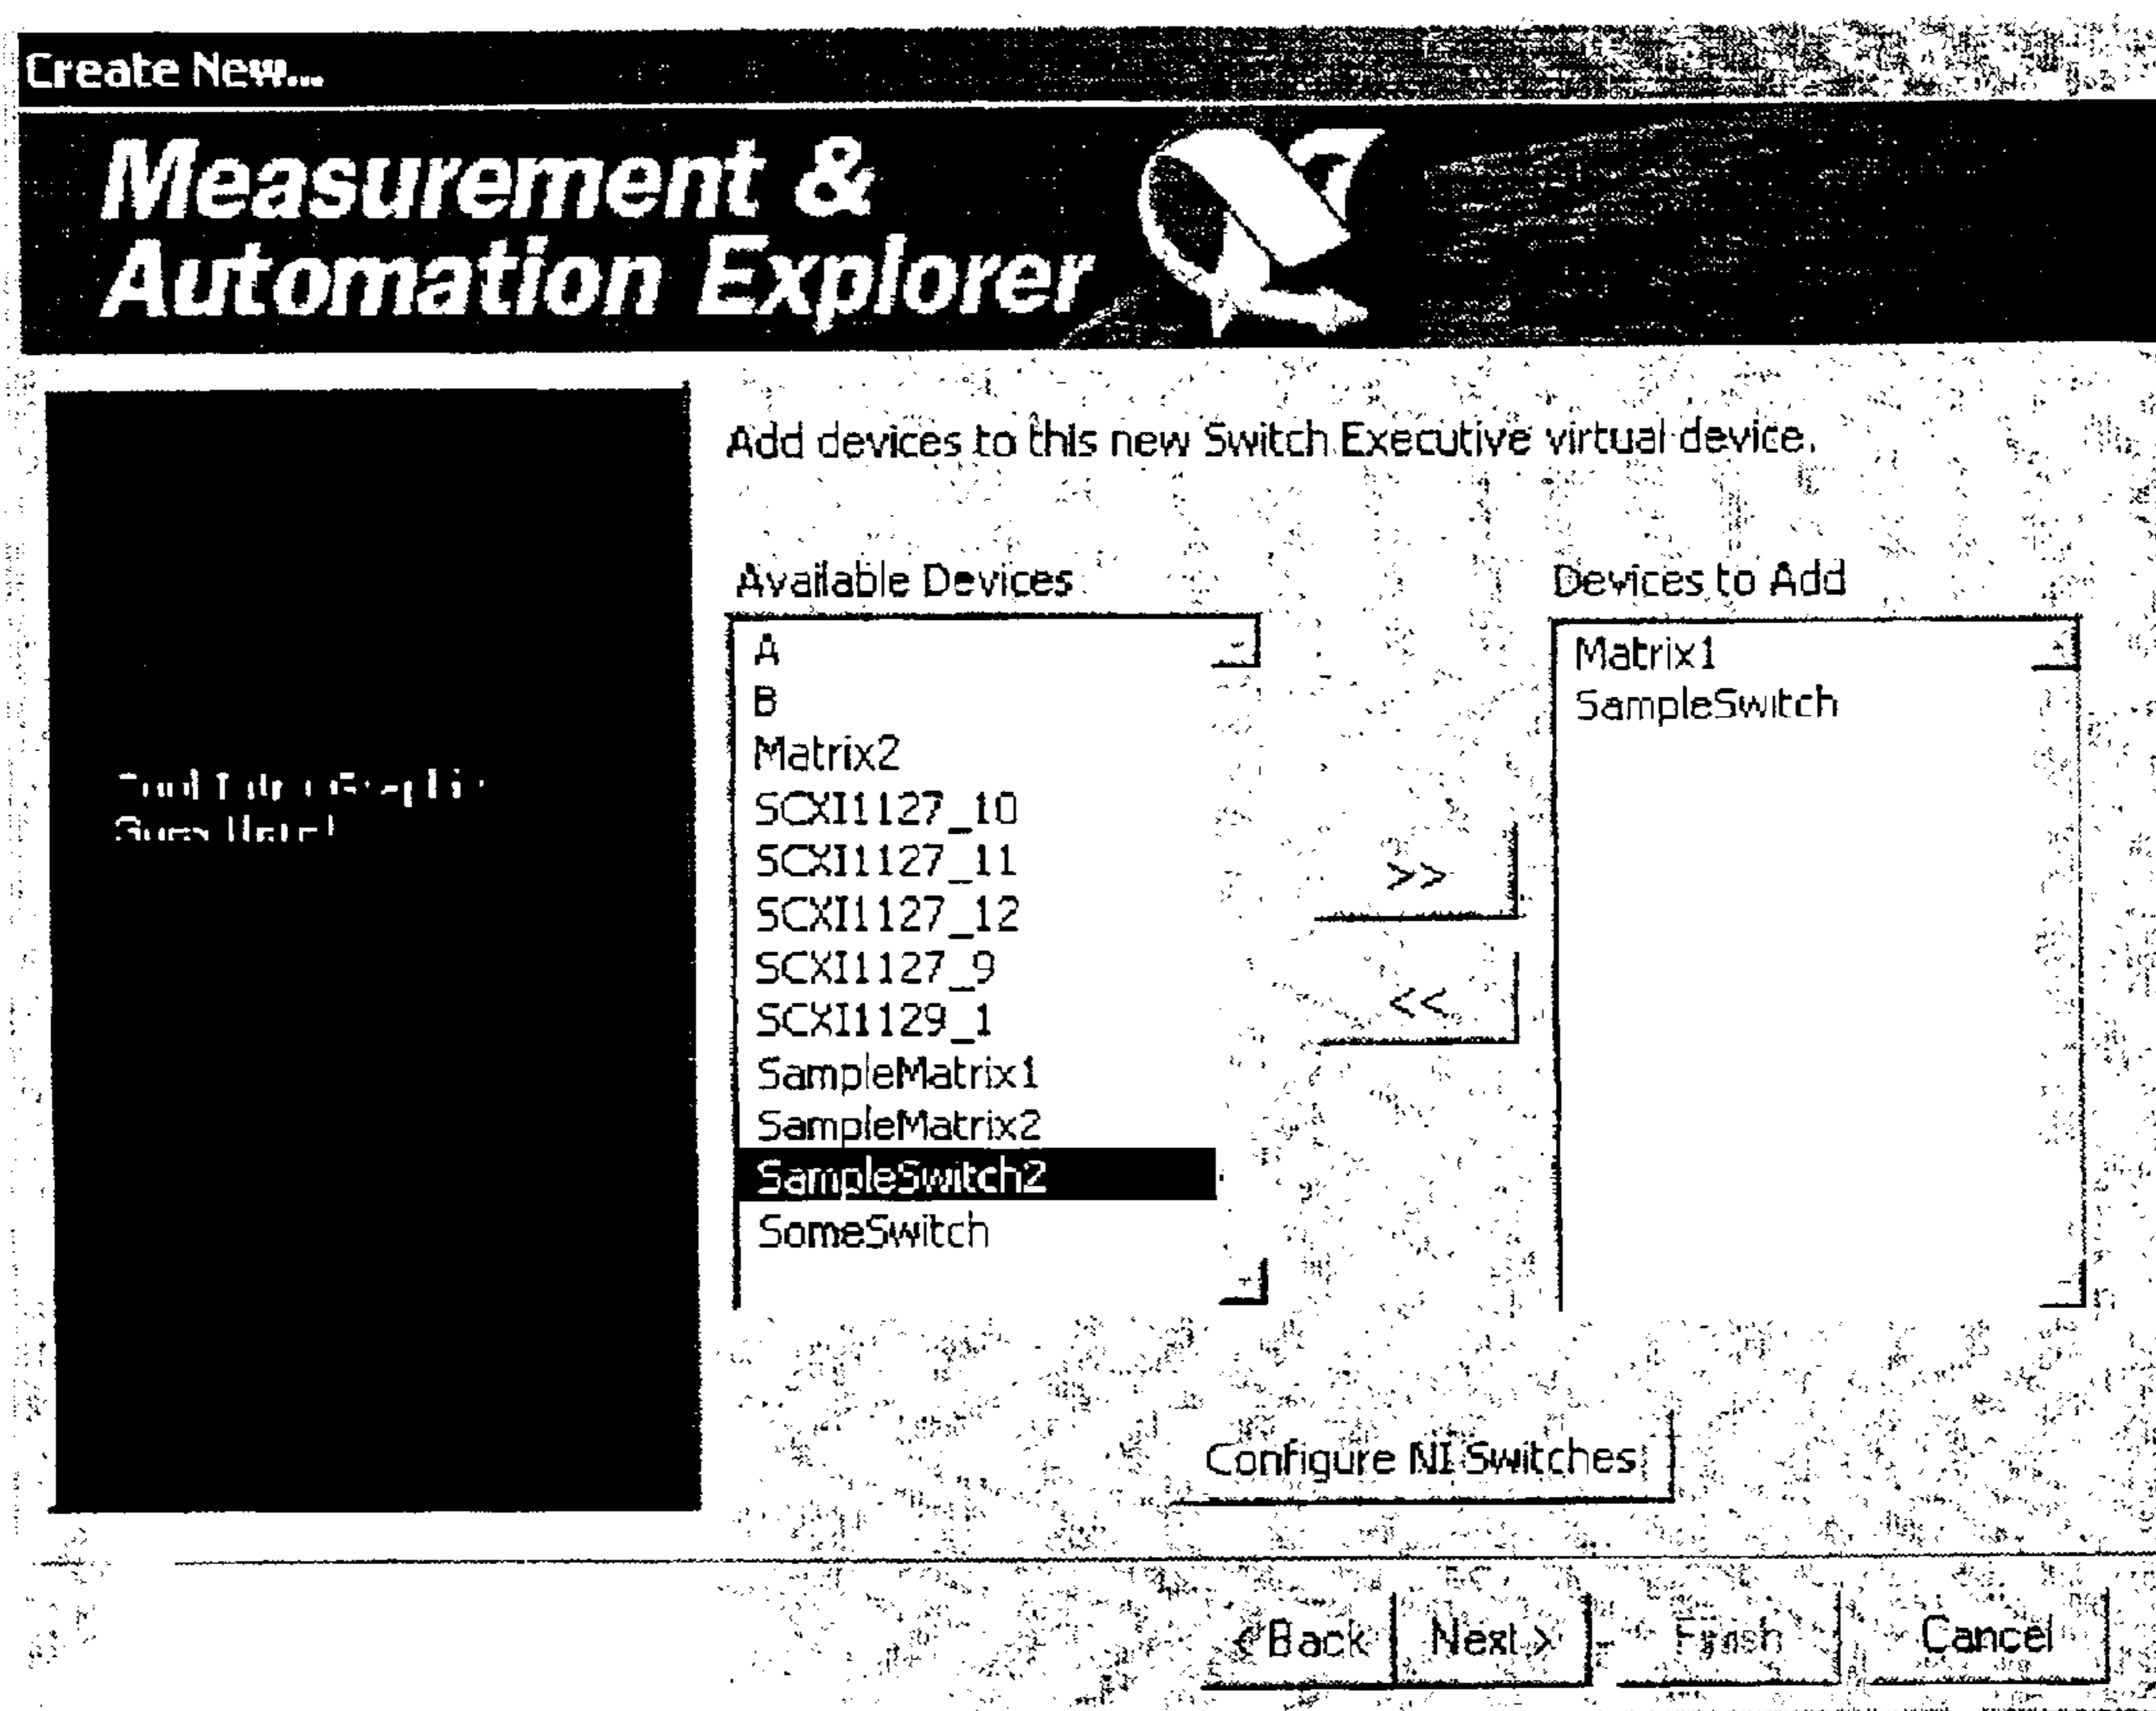 Create New...
Measurement &
Automation Explorer
Add devices to this new Switch Executive virtual device.
Available Devices
A
B
Matrix2
SCXI1127_10
SCXI1127_11
SCXI1127_12
SCXI1127_9
SCXI1129_1
SampleMatrix1
SampleMatrix2
SampleSwitch2
SomeSwitch
>>
<<
Devices to Add
Matrix1
SampleSwitch
Configure NI Switches
< Back Next > Finish Cancel